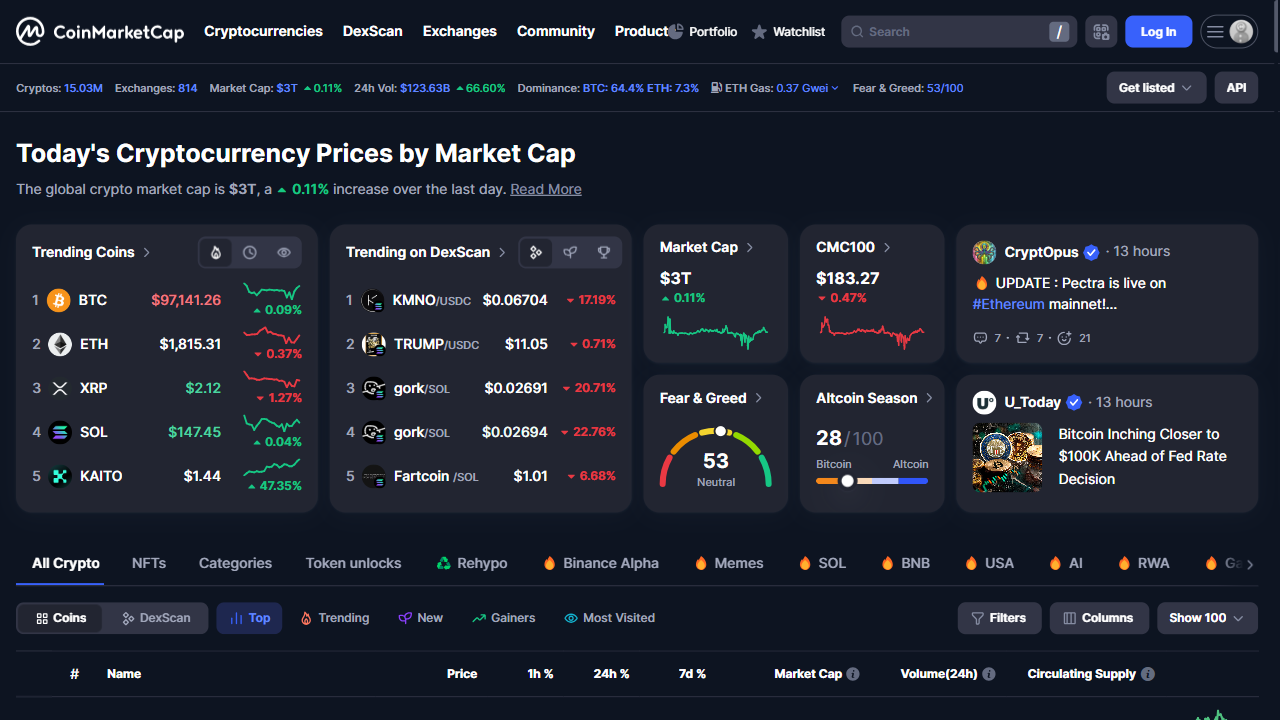 CoinMarketCap Cryptocurrencies DexScan Exchanges Community Product Portfolio Watchlist Search / Log In
Cryptos: 15.03M Exchanges: 814 Market Cap: $3T 0.11% 24h Vol: $123.63B 66.60% Dominance: BTC: 64.4% ETH: 7.3% ETH Gas: 0.37 Gwei Fear & Greed: 53/100 Get listed API
Today's Cryptocurrency Prices by Market Cap
The global crypto market cap is $3T, a 0.11% increase over the last day. Read More
Trending Coins
1 BTC $97,141.26 0.09%
2 ETH $1,815.31 0.37%
3 XRP $2.12 1.27%
4 SOL $147.45 0.04%
5 KAITO $1.44 47.35%
Trending on DexScan
1 KMNO/USDC $0.06704 17.19%
2 TRUMP/USDC $11.05 0.71%
3 gork/SOL $0.02691 20.71%
4 gork/SOL $0.02694 22.76%
5 Fartcoin /SOL $1.01 6.68%
Market Cap
$3T
0.11%
CMC100
$183.27
0.47%
Fear & Greed
53
Neutral
Altcoin Season
28/100
Bitcoin Altcoin
CryptOpus · 13 hours
UPDATE : Pectra is live on
#Ethereum mainnet!...
7 · 7 · 21
U_Today · 13 hours
Bitcoin Inching Closer to
$100K Ahead of Fed Rate
Decision
All Crypto NFTs Categories Token unlocks Rehypo Binance Alpha Memes SOL BNB USA AI RWA
Coins DexScan Top Trending New Gainers Most Visited Filters Columns Show 100
# Name Price 1h % 24h % 7d % Market Cap Volume(24h) Circulating Supply